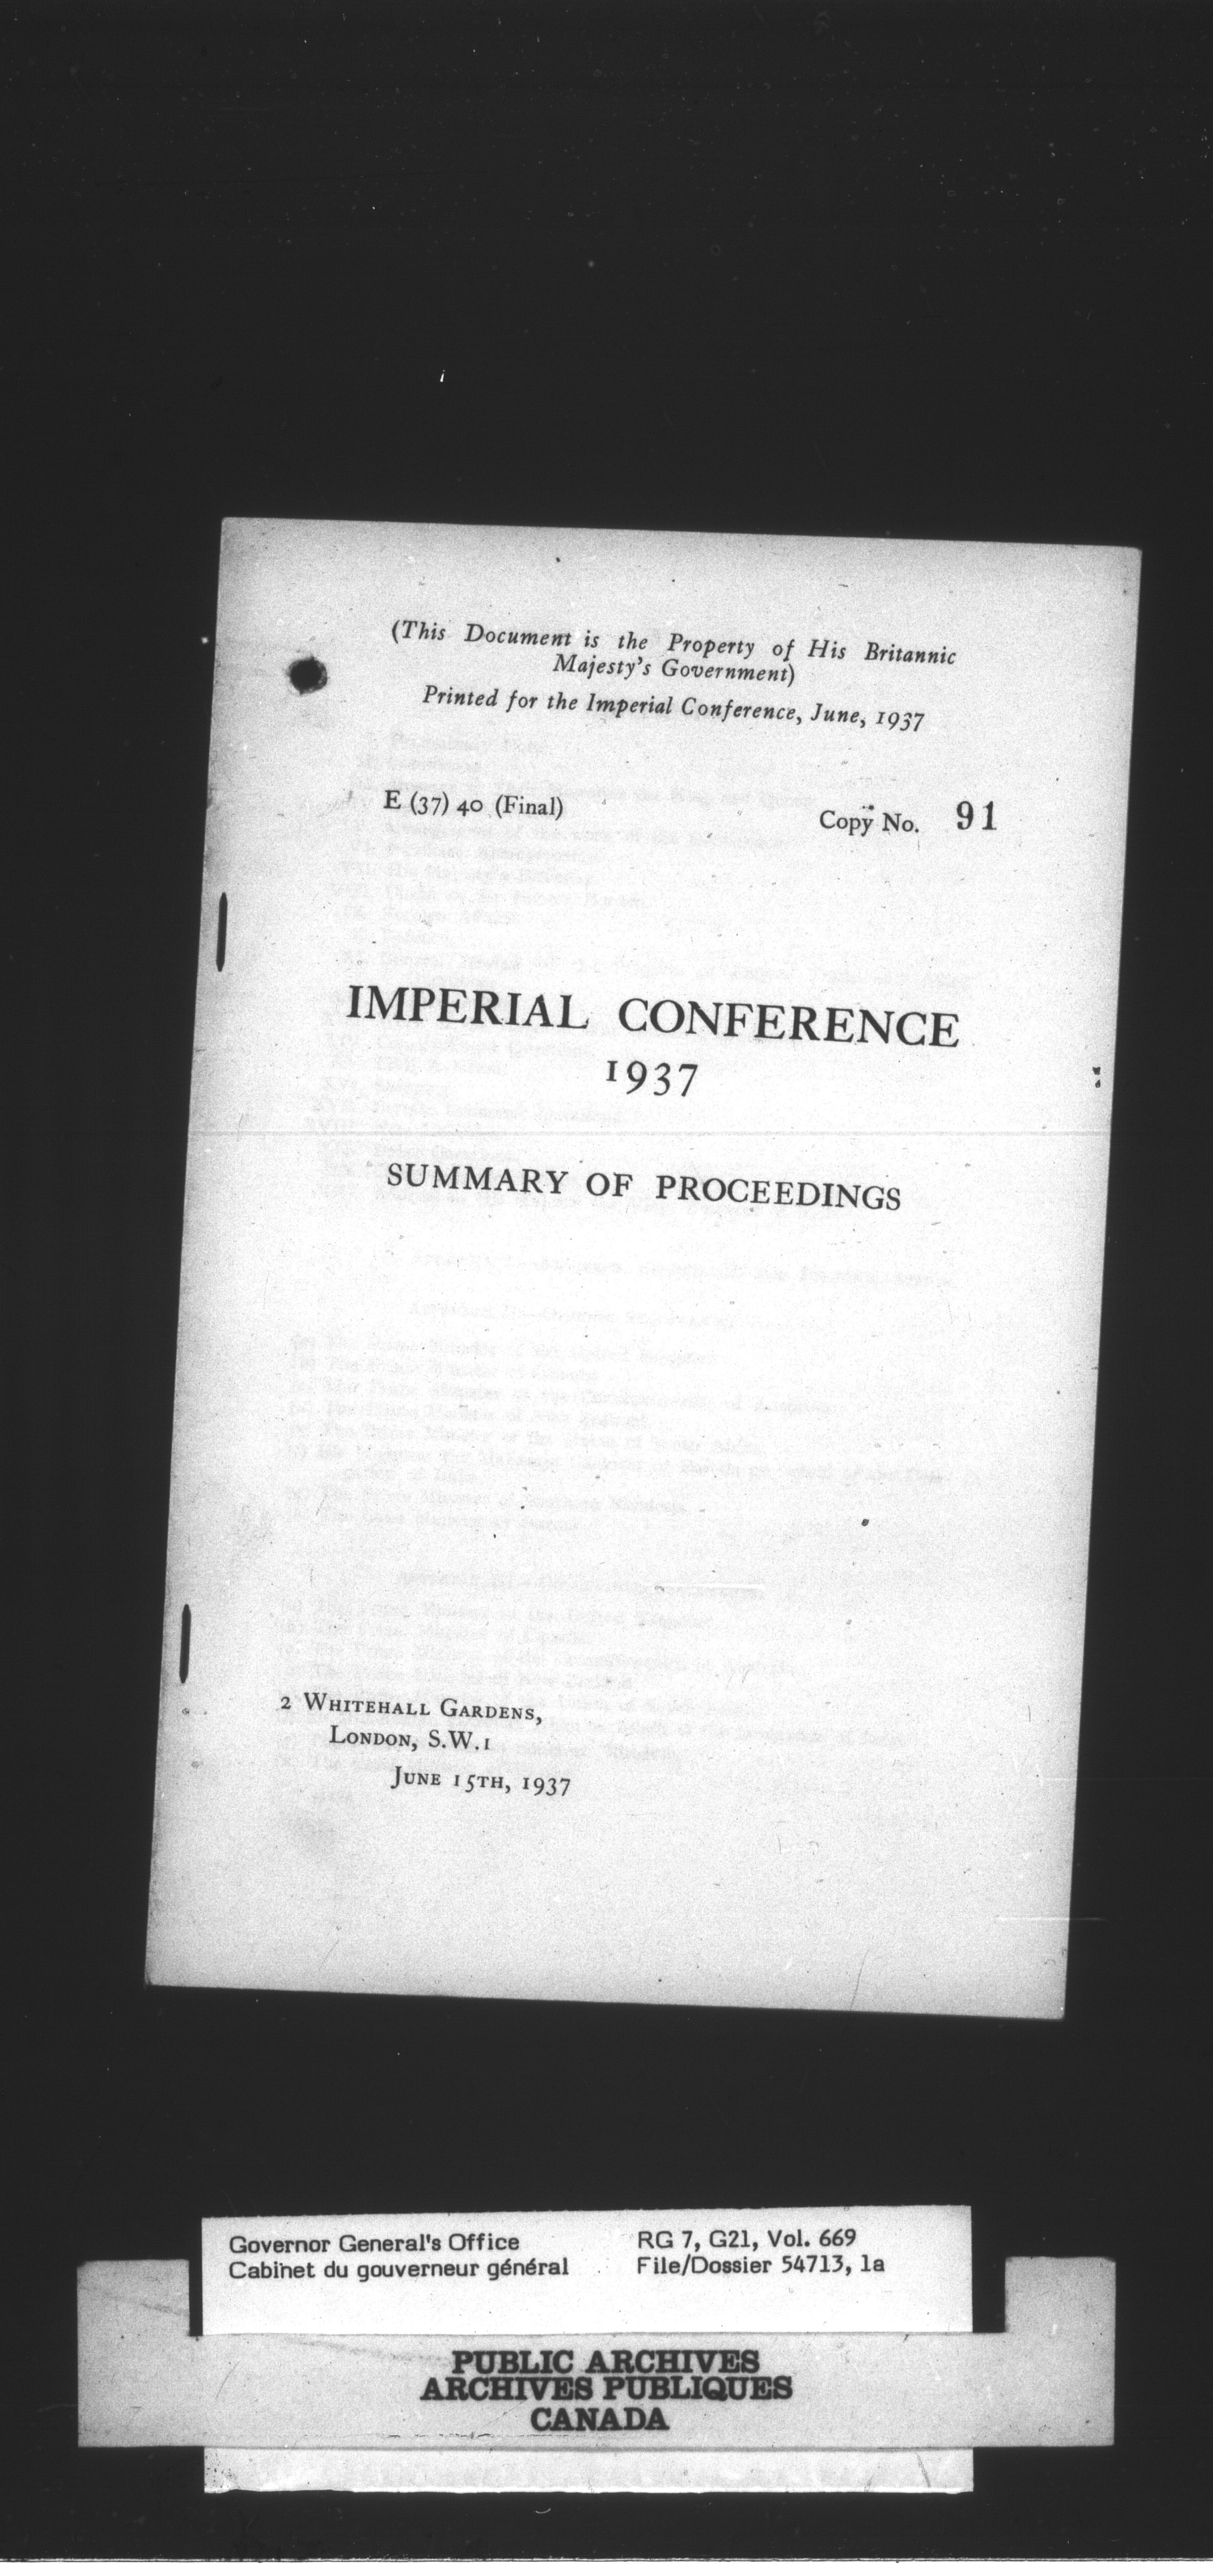 (This Document is the Property of His Britannic
Majesty's Government)
Printed for the Imperial Conference, June, 1937
E (37) 40 (Final)
Copy No. 91
IMPERIAL CONFERENCE
1937
SUMMARY OF PROCEEDINGS
2 WHITEHALL GARDENS,
LONDON, S.W.1
JUNE 15TH, 1937
Governor General's Office
Cabinet du gouverneur général
RG 7, G21, Vol. 669
File/Dossier 54713, 1a
PUBLIC ARCHIVES
ARCHIVES PUBLIQUES
CANADA